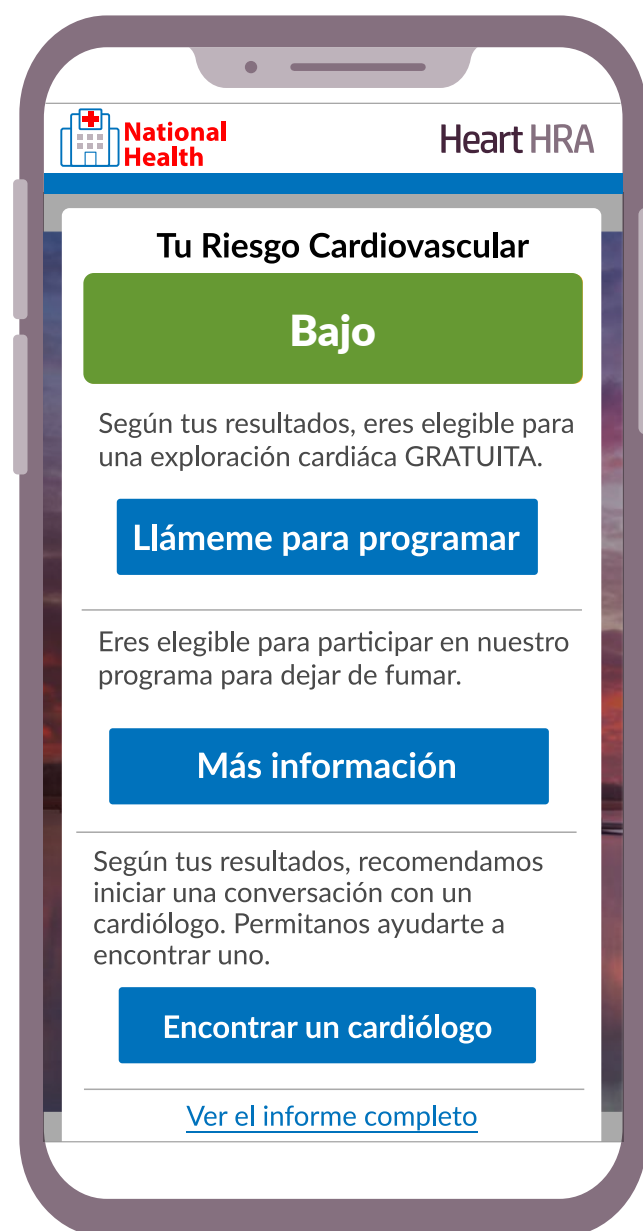 National
Health
Heart HRA
Tu Riesgo Cardiovascular
Bajo
Según tus resultados, eres elegible para
una exploración cardiáca GRATUITA.
Llámeme para programar
Eres elegible para participar en nuestro
programa para dejar de fumar.
Más información
Según tus resultados, recomendamos
iniciar una conversación con un
cardiólogo. Permitanos ayudarte a
encontrar uno.
Encontrar un cardiólogo
Ver el informe completo